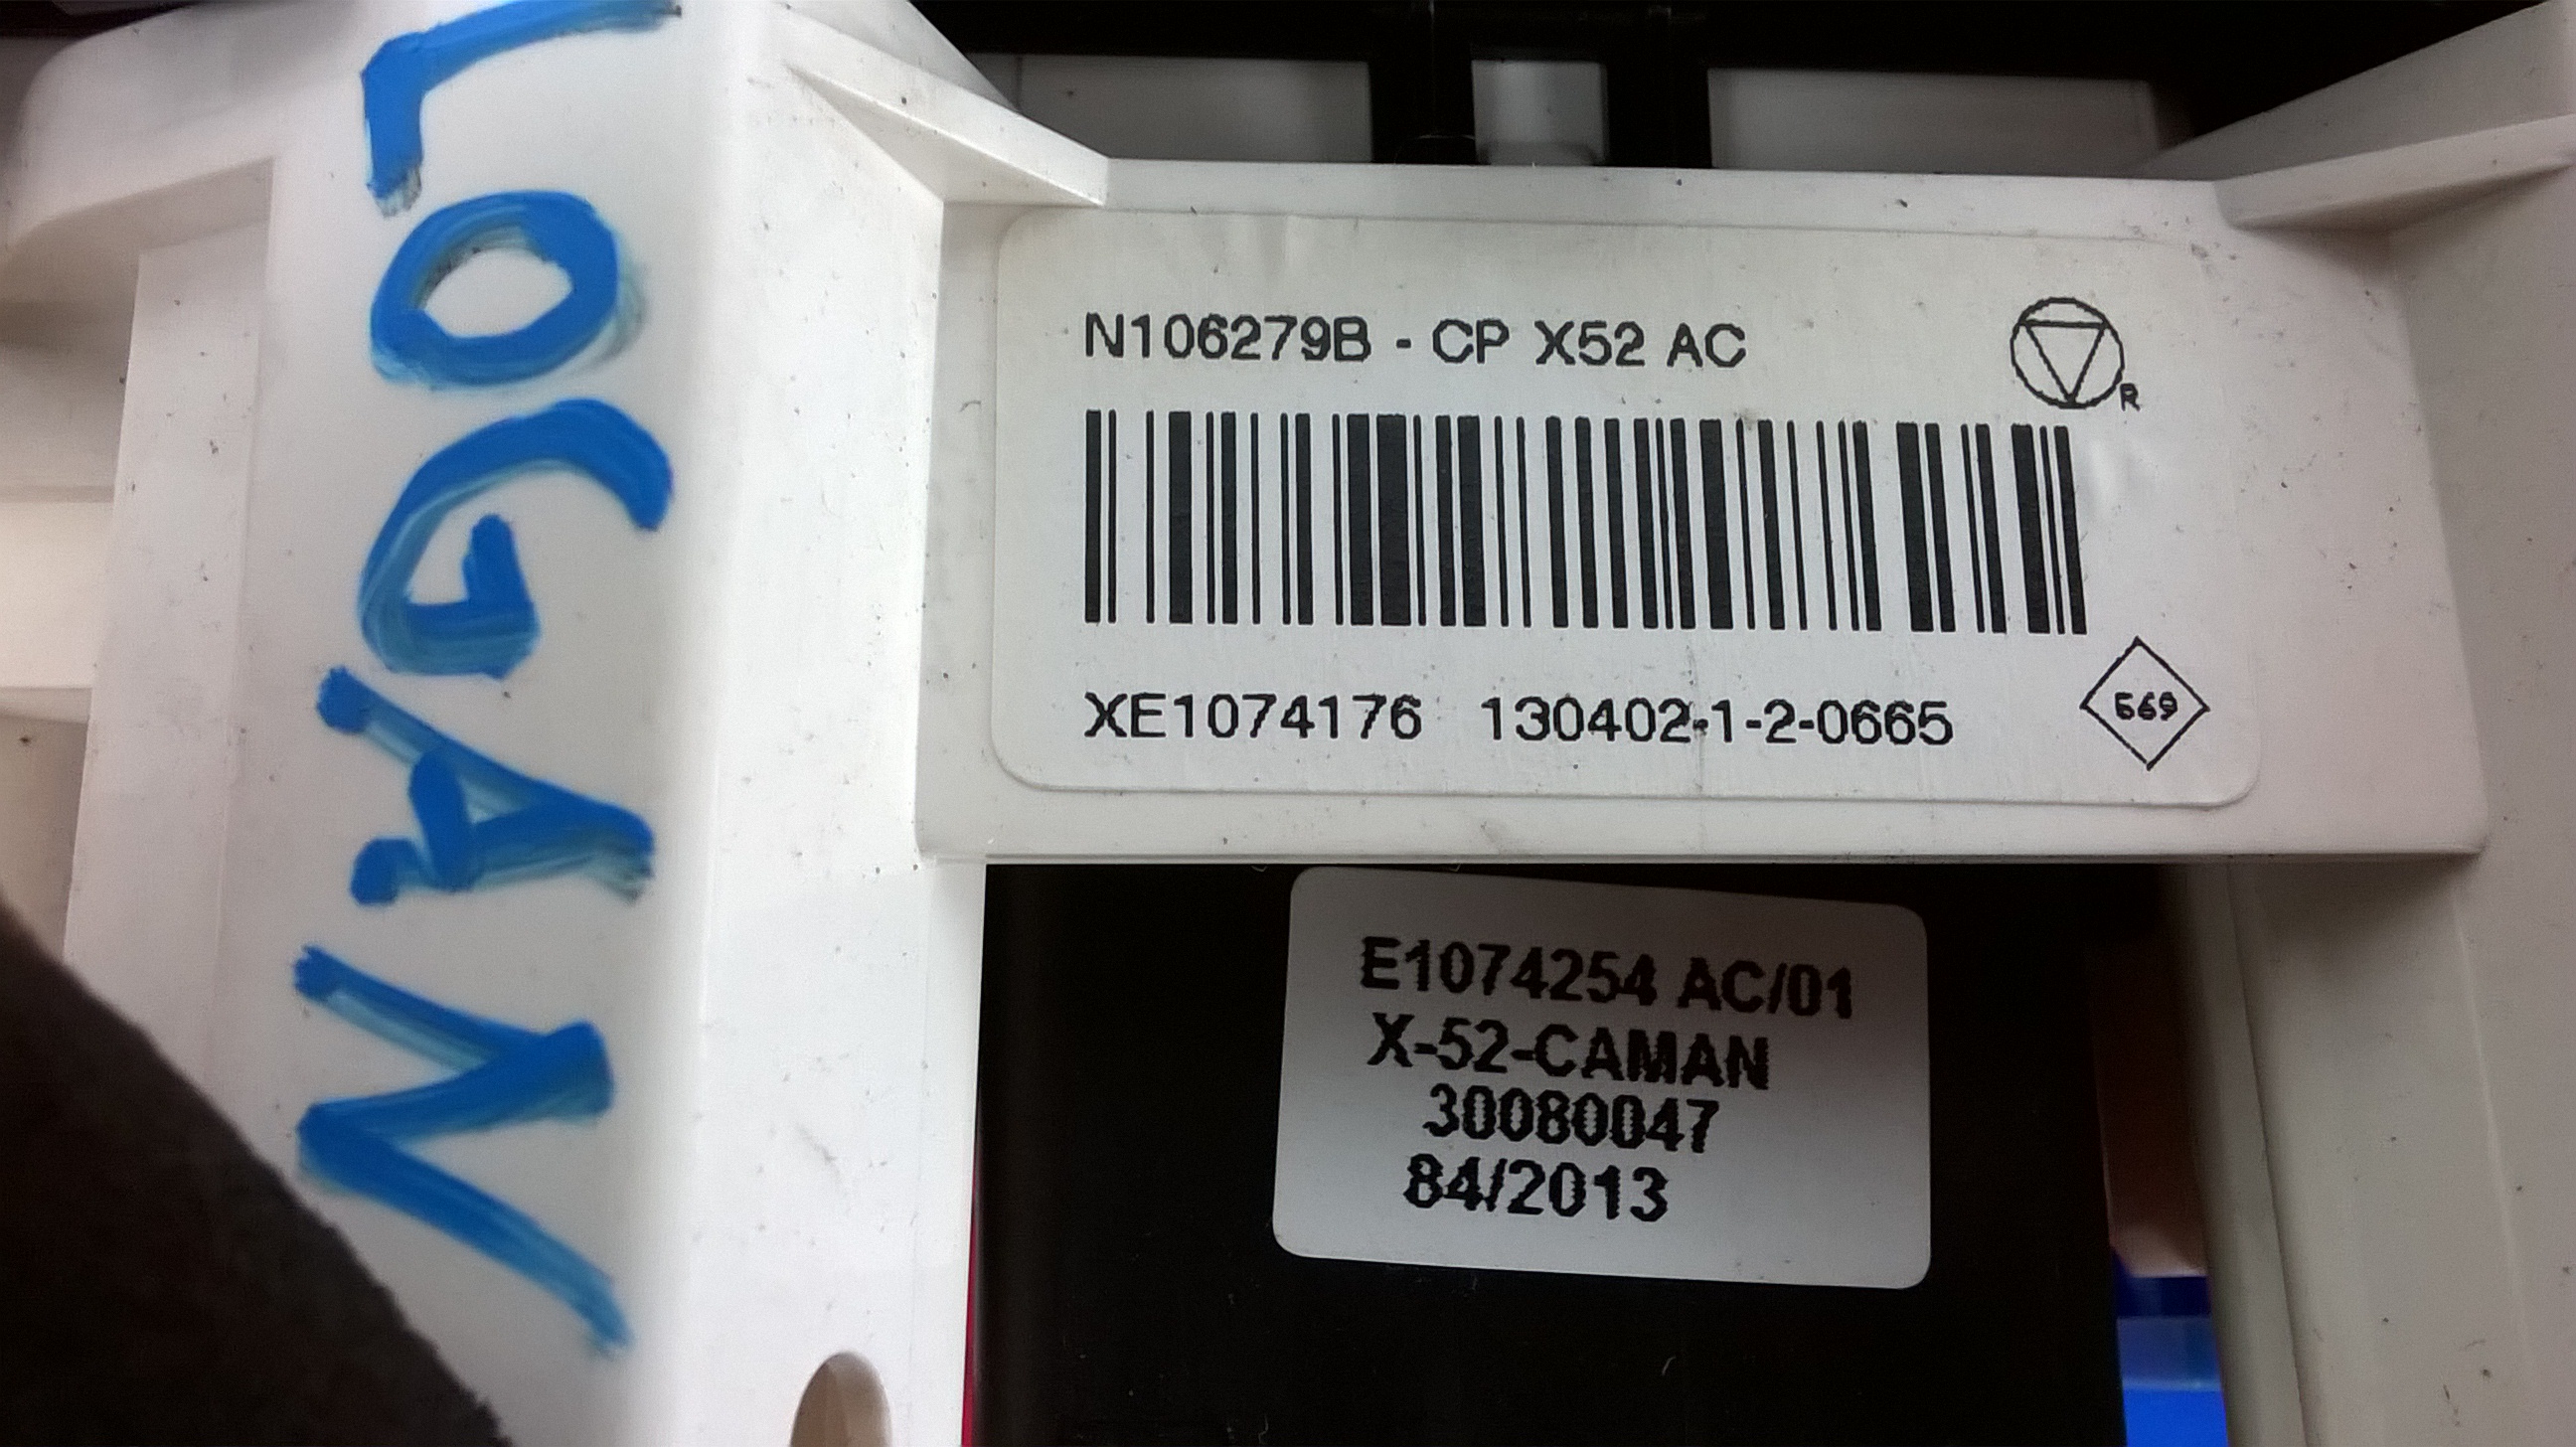 LOGAN
N106279B - CP X52 AC
R
XE1074176 130402-1-2-0665
569
E1074254 AC/01
X-52-CAMAN
30080047
84/2013